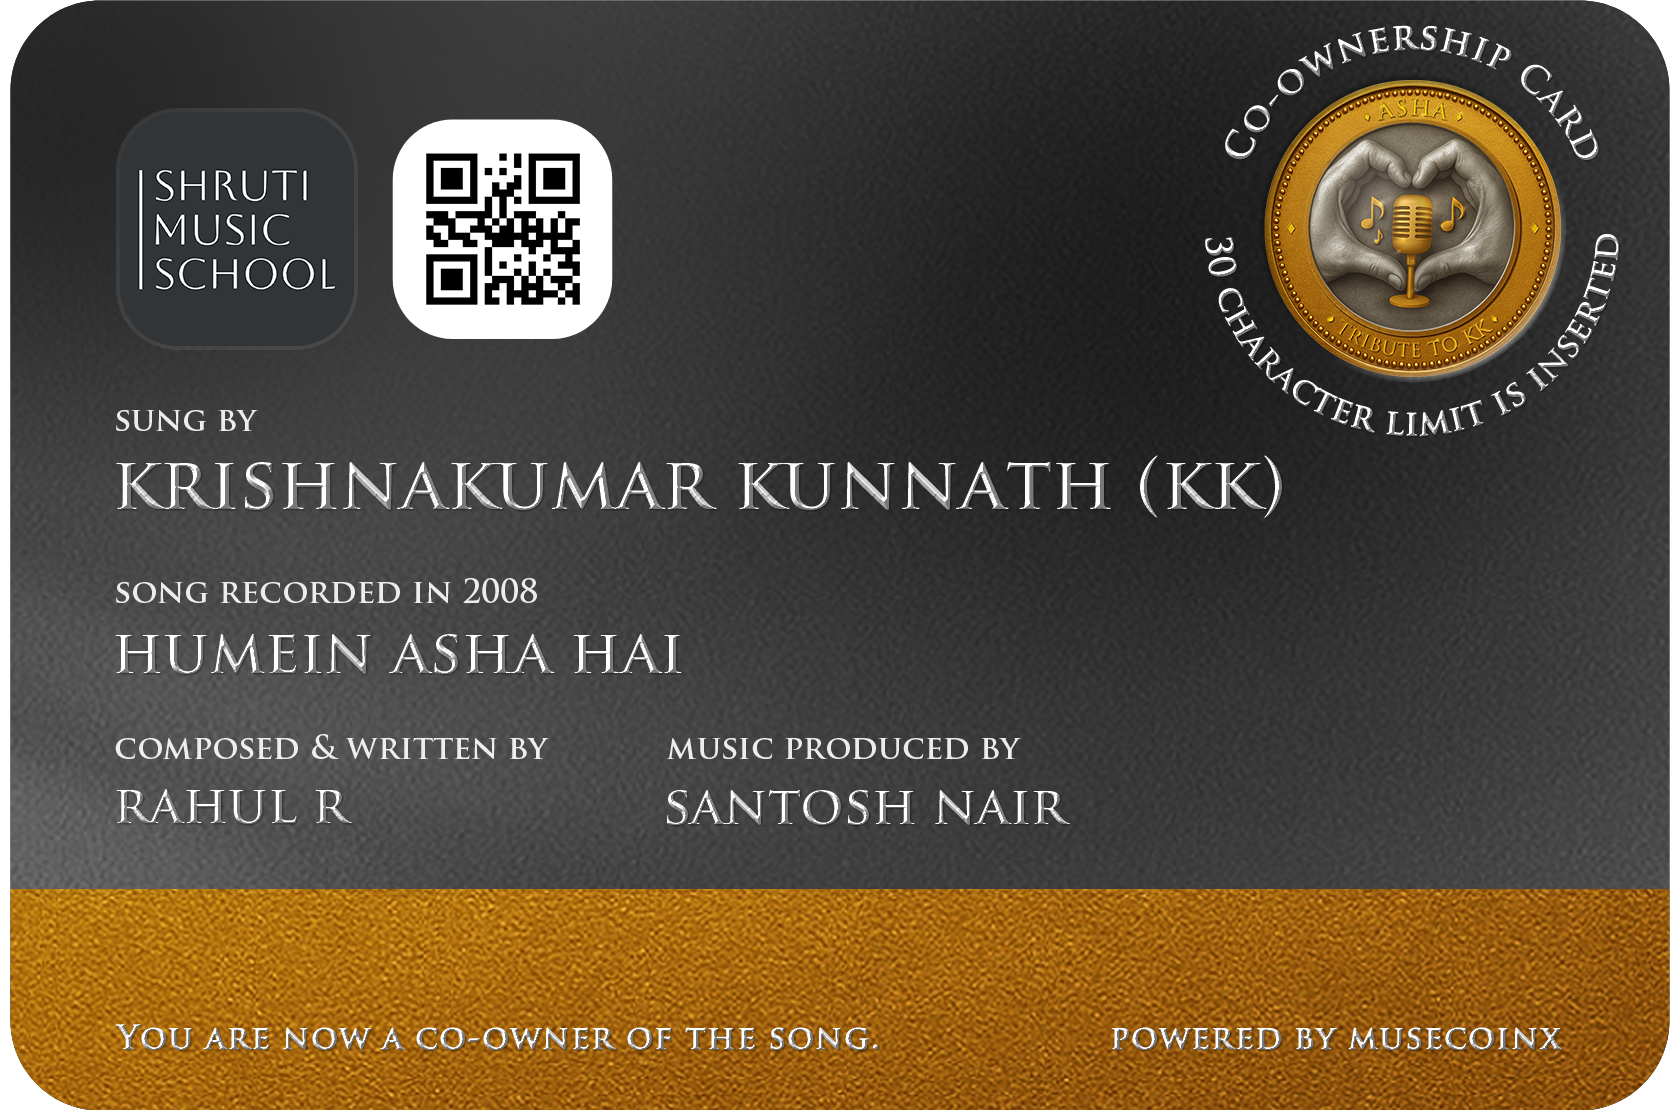 SHRUTI
MUSIC
SCHOOL
CO-OWNERSHIP CARD
ASHA
TRIBUTE TO KK
30 CHARACTER LIMIT IS INSERTED
SUNG BY
KRISHNAKUMAR KUNNATH (KK)
SONG RECORDED IN 2008
HUMEIN ASHA HAI
COMPOSED & WRITTEN BY
RAHUL R
MUSIC PRODUCED BY
SANTOSH NAIR
YOU ARE NOW A CO-OWNER OF THE SONG.
POWERED BY MUSECOINX